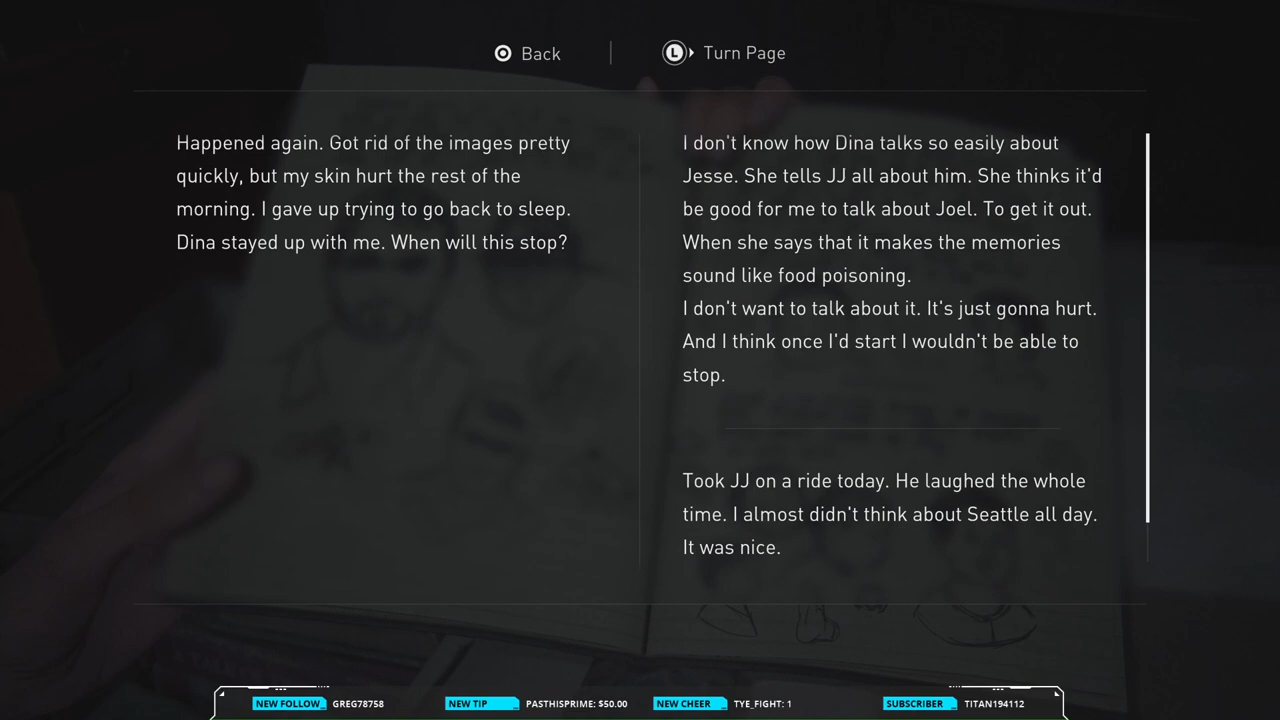 Back
L Turn Page
Happened again. Got rid of the images pretty
quickly, but my skin hurt the rest of the
morning. I gave up trying to go back to sleep.
Dina stayed up with me. When will this stop?
I don't know how Dina talks so easily about
Jesse. She tells JJ all about him. She thinks it'd
be good for me to talk about Joel. To get it out.
When she says that it makes the memories
sound like food poisoning.
I don't want to talk about it. It's just gonna hurt.
And I think once I'd start I wouldn't be able to
stop.
Took JJ on a ride today. He laughed the whole
time. I almost didn't think about Seattle all day.
It was nice.
NEW FOLLOW GREG78758
NEW TIP PASTHISPRIME: $50.00
NEW CHEER TYE_FIGHT: 1
SUBSCRIBER TITAN194112